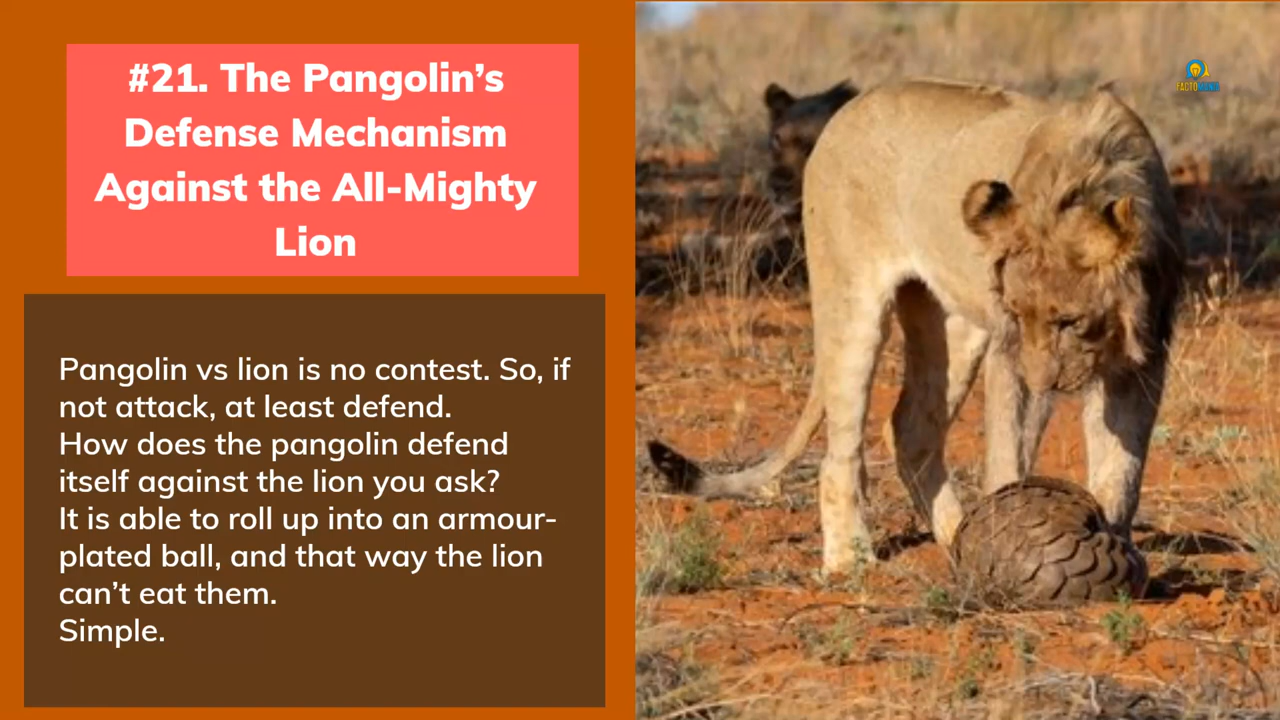 #21. The Pangolin’s
Defense Mechanism
Against the All-Mighty
Lion
Pangolin vs lion is no contest. So, if
not attack, at least defend.
How does the pangolin defend
itself against the lion you ask?
It is able to roll up into an armour-
plated ball, and that way the lion
can’t eat them.
Simple.